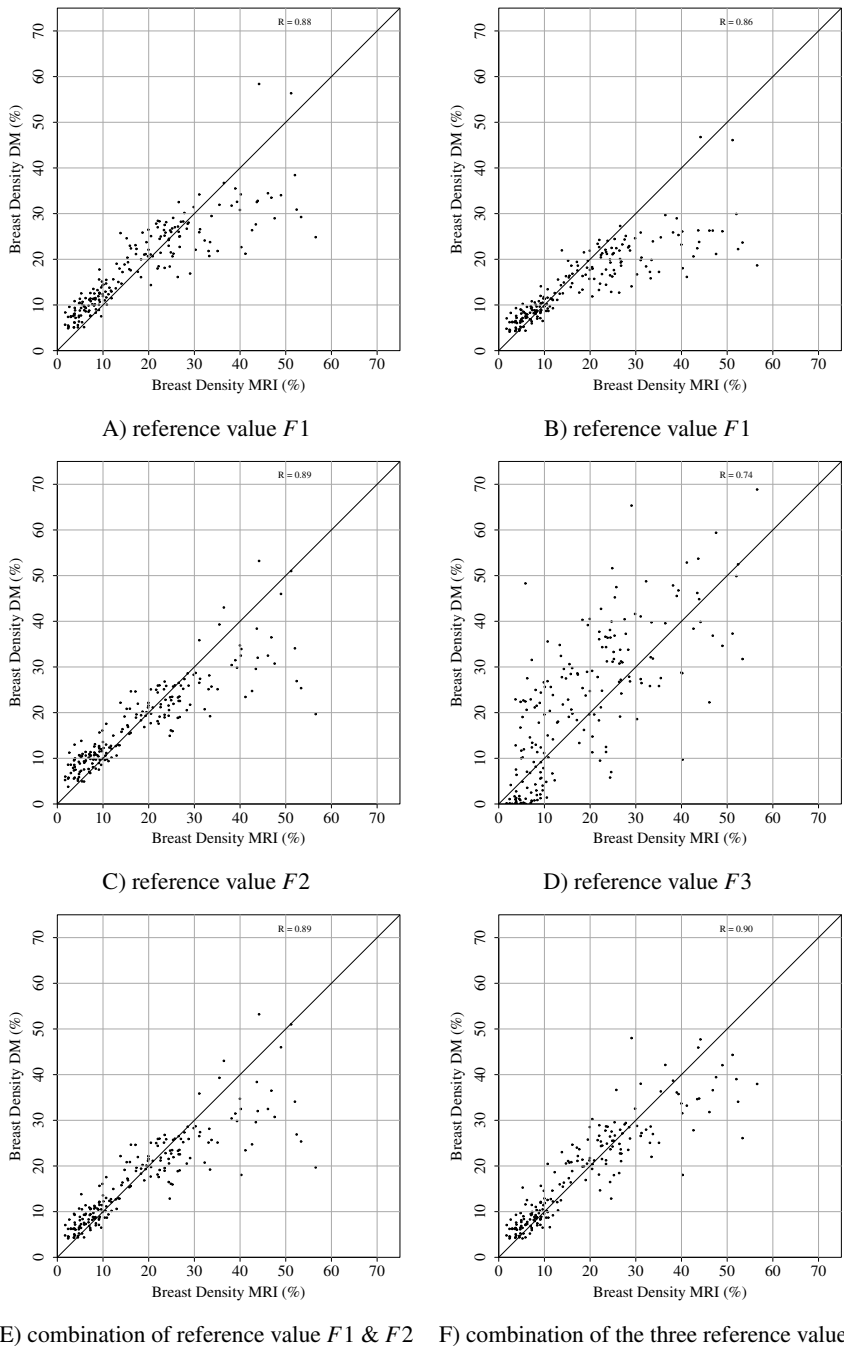 R = 0.88
Breast Density DM (%)
0 10 20 30 40 50 60 70
0 10 20 30 40 50 60 70
Breast Density MRI (%)
A) reference value F1
R = 0.86
Breast Density DM (%)
0 10 20 30 40 50 60 70
0 10 20 30 40 50 60 70
Breast Density MRI (%)
B) reference value F1
R = 0.89
Breast Density DM (%)
0 10 20 30 40 50 60 70
0 10 20 30 40 50 60 70
Breast Density MRI (%)
C) reference value F2
R = 0.74
Breast Density DM (%)
0 10 20 30 40 50 60 70
0 10 20 30 40 50 60 70
Breast Density MRI (%)
D) reference value F3
R = 0.89
Breast Density DM (%)
0 10 20 30 40 50 60 70
0 10 20 30 40 50 60 70
Breast Density MRI (%)
E) combination of reference value F1 & F2
R = 0.90
Breast Density DM (%)
0 10 20 30 40 50 60 70
0 10 20 30 40 50 60 70
Breast Density MRI (%)
F) combination of the three reference value